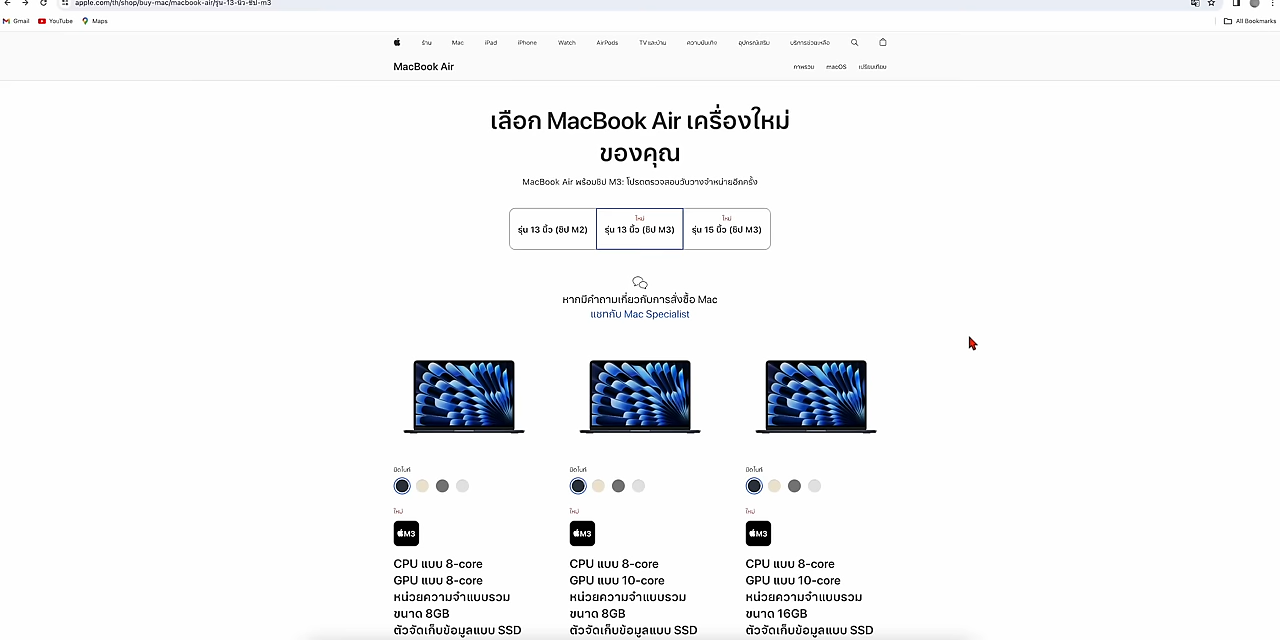 apple.com/th/shop/buy-mac/macbook-air/รุ่น-13-นิ้ว-ชิป-m3
Gmail YouTube Maps All Bookmarks
ร้าน Mac iPad iPhone Watch AirPods TV และบ้าน ความบันเทิง อุปกรณ์เสริม บริการช่วยเหลือ
MacBook Air ภาพรวม macOS เปรียบเทียบ
เลือก MacBook Air เครื่องใหม่
ของคุณ
MacBook Air พร้อมชิป M3: โปรดตรวจสอบวันวางจำหน่ายอีกครั้ง
รุ่น 13 นิ้ว (ชิป M2)
ใหม่
รุ่น 13 นิ้ว (ชิป M3)
ใหม่
รุ่น 15 นิ้ว (ชิป M3)
หากมีคำถามเกี่ยวกับการสั่งซื้อ Mac
แชทกับ Mac Specialist
มิดไนท์
ใหม่
M3
CPU แบบ 8-core
GPU แบบ 8-core
หน่วยความจำแบบรวม
ขนาด 8GB
ตัวจัดเก็บข้อมูลแบบ SSD
มิดไนท์
ใหม่
M3
CPU แบบ 8-core
GPU แบบ 10-core
หน่วยความจำแบบรวม
ขนาด 8GB
ตัวจัดเก็บข้อมูลแบบ SSD
มิดไนท์
ใหม่
M3
CPU แบบ 8-core
GPU แบบ 10-core
หน่วยความจำแบบรวม
ขนาด 16GB
ตัวจัดเก็บข้อมูลแบบ SSD